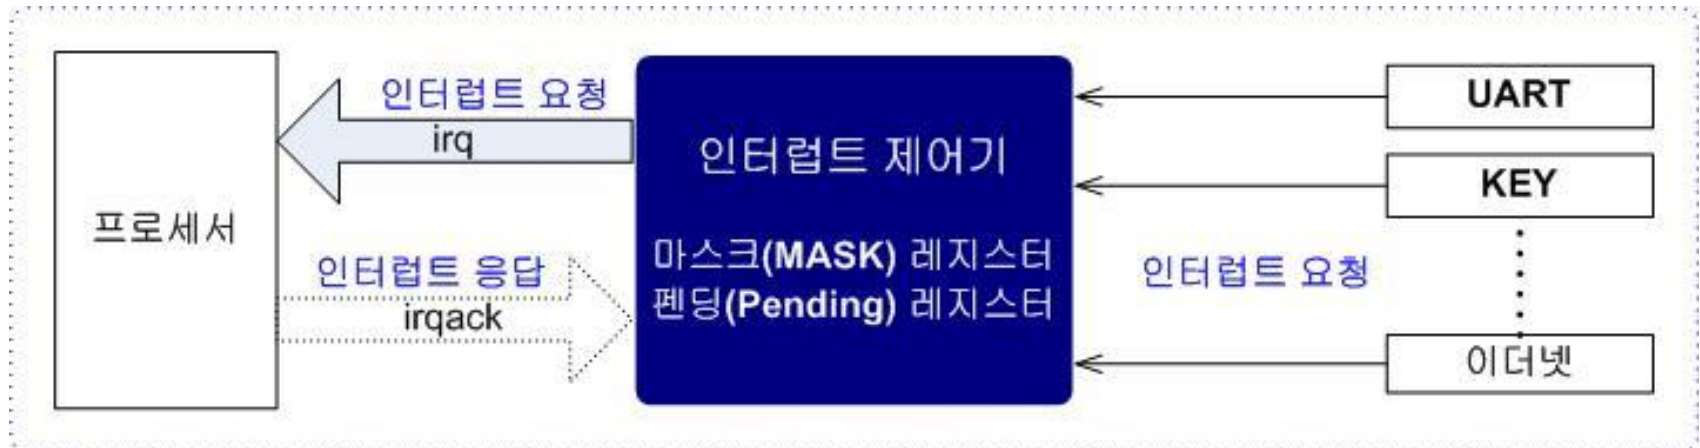 프로세서
인터럽트 요청
irq
인터럽트 응답
irqack
인터럽트 제어기
마스크(MASK) 레지스터
펜딩(Pending) 레지스터
인터럽트 요청
UART
KEY
이더넷